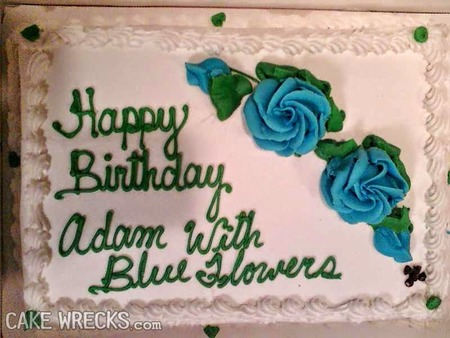 Happy
Birthday
Adam With
Blue Flowers
CAKE WRECKS.com